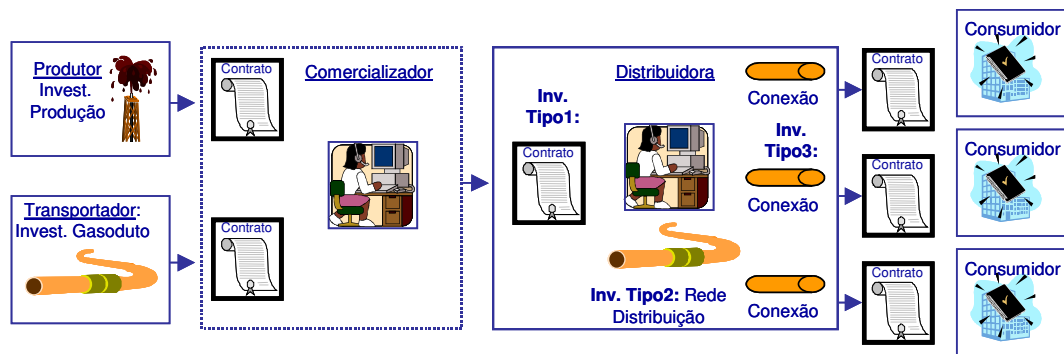 Produtor
Invest.
Produção
Transportador:
Invest. Gasoduto
Contrato
Contrato
Comercializador
Distribuidora
Inv.
Tipo1:
Contrato
Inv. Tipo2: Rede
Distribuição
Conexão
Inv.
Tipo3:
Conexão
Conexão
Contrato
Contrato
Contrato
Consumidor
Consumidor
Consumidor